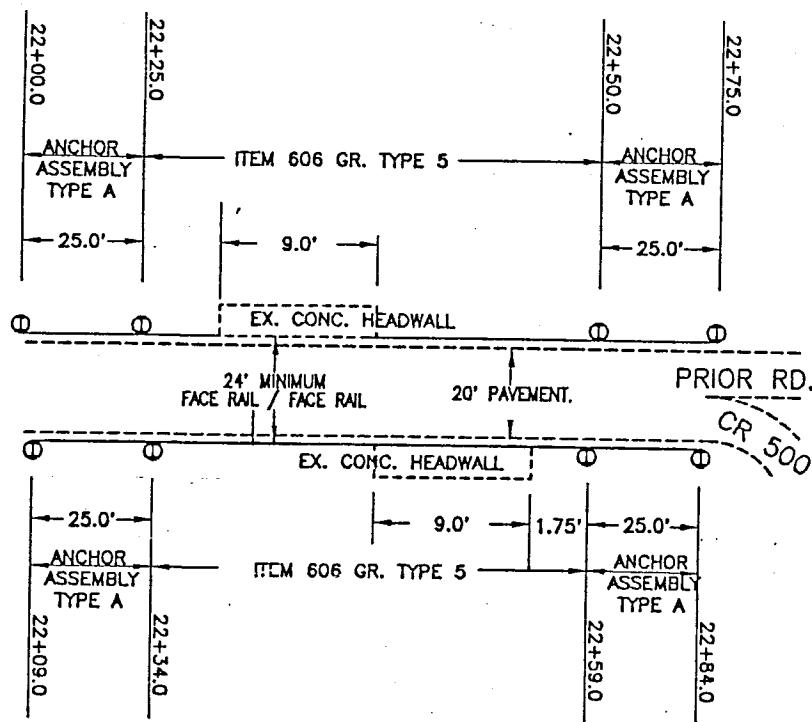 22+00.0
22+25.0
22+50.0
22+75.0
ANCHOR
ASSEMBLY
TYPE A
ITEM 606 GR. TYPE 5
ANCHOR
ASSEMBLY
TYPE A
25.0'
9.0'
25.0'
EX. CONC. HEADWALL
24' MINIMUM
FACE RAIL / FACE RAIL
20' PAVEMENT.
PRIOR RD.
CR 500
EX. CONC. HEADWALL
25.0'
9.0'
1.75'
25.0'
ANCHOR
ASSEMBLY
TYPE A
ITEM 606 GR. TYPE 5
ANCHOR
ASSEMBLY
TYPE A
22+09.0
22+34.0
22+59.0
22+84.0